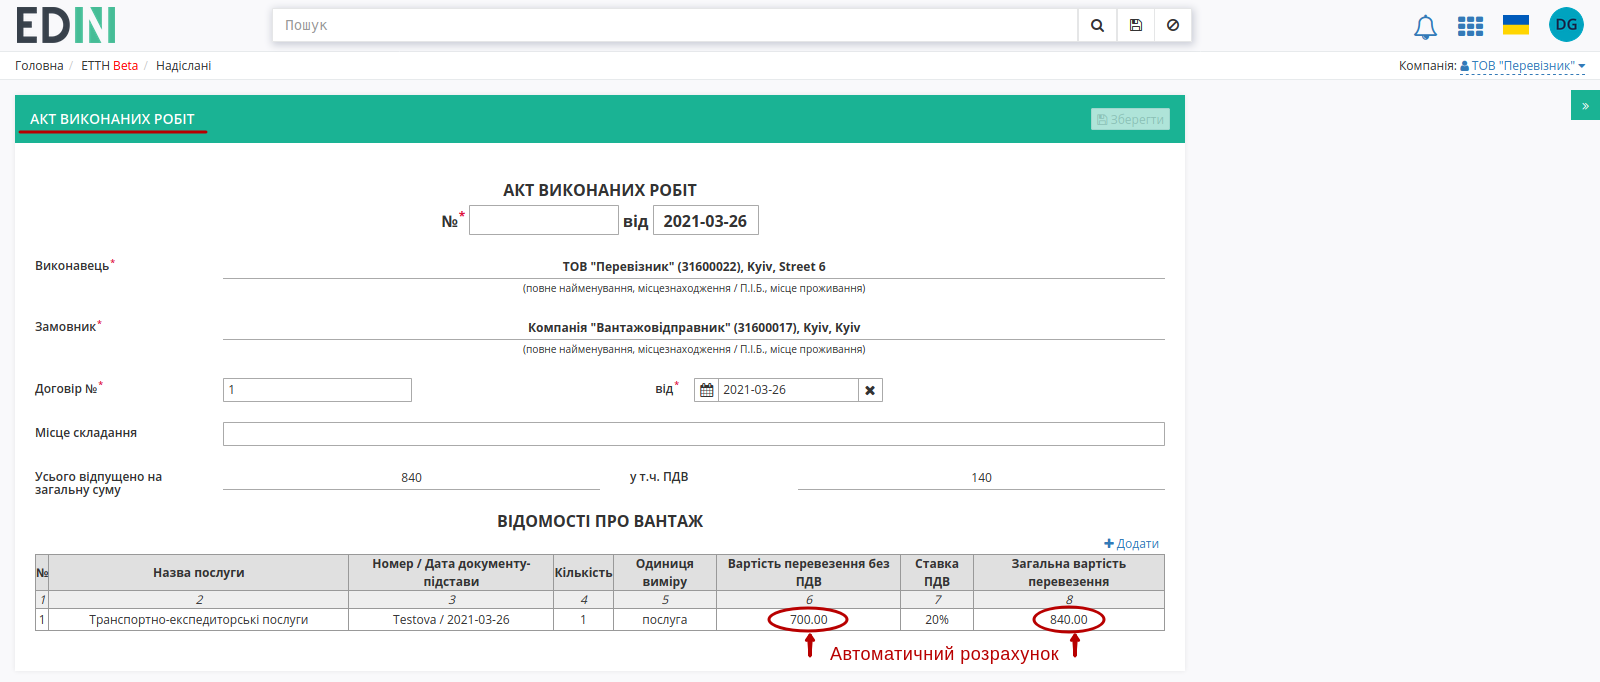 EDIN
Пошук
DG
Головна / ЕТТН Beta / Надіслані
Компанія: ТОВ "Перевізник"
»
АКТ ВИКОНАНИХ РОБІТ
Зберегти
АКТ ВИКОНАНИХ РОБІТ
№* від 2021-03-26
Виконавець* ТОВ "Перевізник" (31600022), Kyiv, Street 6
(повне найменування, місцезнаходження / П.І.Б., місце проживання)
Замовник* Компанія "Вантажовідправник" (31600017), Kyiv, Kyiv
(повне найменування, місцезнаходження / П.І.Б., місце проживання)
Договір №* 1 від* 2021-03-26
Місце складання
Усього відпущено на
загальну суму
840 у т.ч. ПДВ 140
ВІДОМОСТІ ПРО ВАНТАЖ
Додати
№ Назва послуги Номер / Дата документу-
підстави Кількість Одиниця
виміру Вартість перевезення без
ПДВ Ставка
ПДВ Загальна вартість
перевезення
1 2 3 4 5 6 7 8
1 Транспортно-експедиторські послуги Testova / 2021-03-26 1 послуга 700.00 20% 840.00
Автоматичний розрахунок